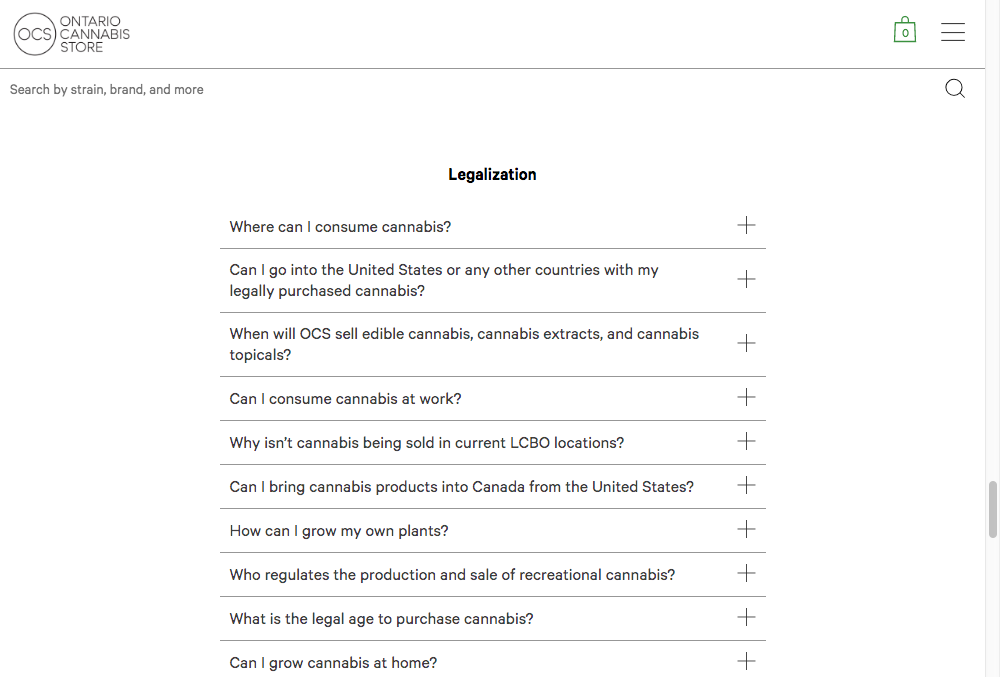 OCS
ONTARIO
CANNABIS
STORE
0
Search by strain, brand, and more
Legalization
Where can I consume cannabis?
Can I go into the United States or any other countries with my
legally purchased cannabis?
When will OCS sell edible cannabis, cannabis extracts, and cannabis
topicals?
Can I consume cannabis at work?
Why isn’t cannabis being sold in current LCBO locations?
Can I bring cannabis products into Canada from the United States?
How can I grow my own plants?
Who regulates the production and sale of recreational cannabis?
What is the legal age to purchase cannabis?
Can I grow cannabis at home?